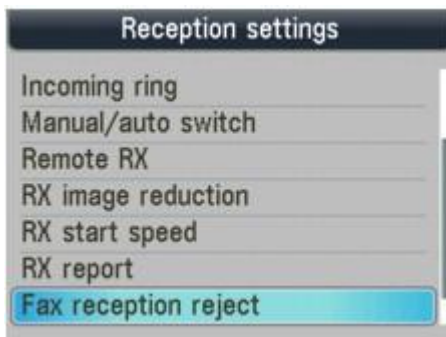 Reception settings
Incoming ring
Manual/auto switch
Remote RX
RX image reduction
RX start speed
RX report
Fax reception reject